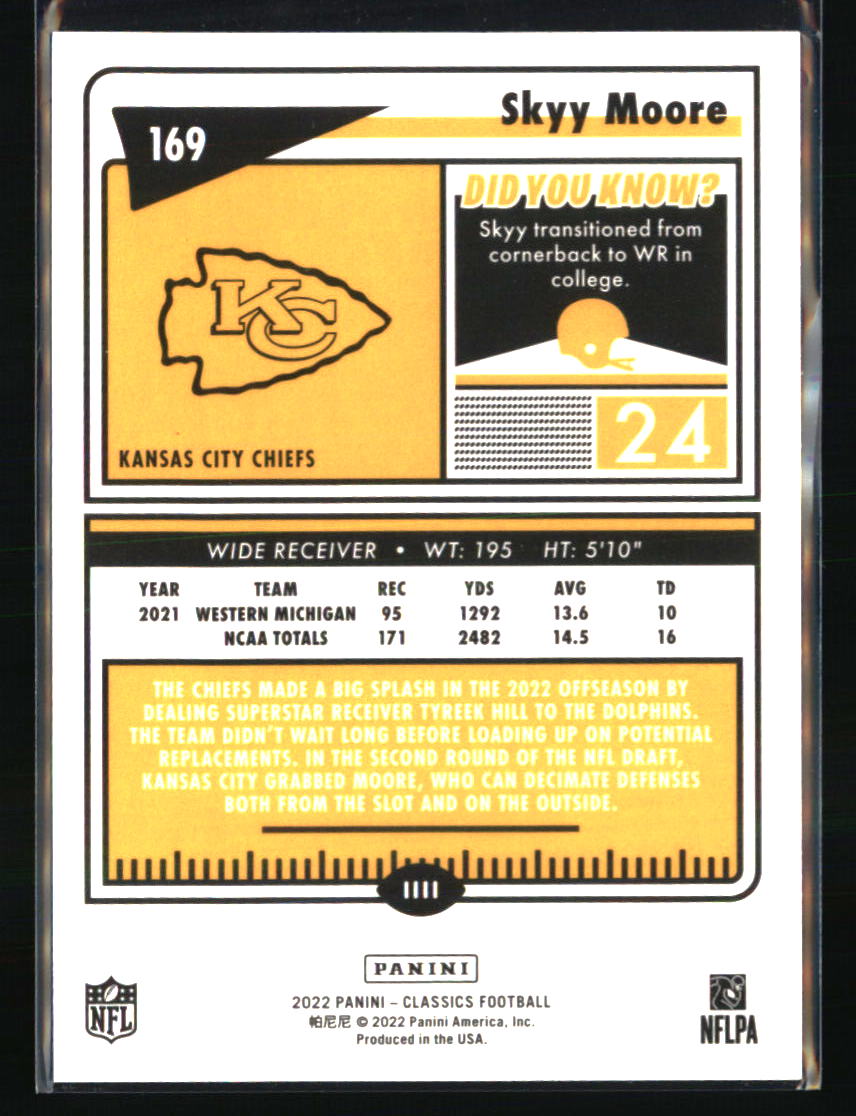 Skyy Moore
169
DID YOU KNOW?
Skyy transitioned from
cornerback to WR in
college.
KC
24
KANSAS CITY CHIEFS
WIDE RECEIVER • WT: 195 HT: 5'10"
YEAR TEAM REC YDS AVG TD
2021 WESTERN MICHIGAN 95 1292 13.6 10
NCAA TOTALS 171 2482 14.5 16
THE CHIEFS MADE A BIG SPLASH IN THE 2022 OFFSEASON BY
DEALING SUPERSTAR RECEIVER TYREEK HILL TO THE DOLPHINS.
THE TEAM DIDN'T WAIT LONG BEFORE LOADING UP ON POTENTIAL
REPLACEMENTS. IN THE SECOND ROUND OF THE NFL DRAFT,
KANSAS CITY GRABBED MOORE, WHO CAN DECIMATE DEFENSES
BOTH FROM THE SLOT AND ON THE OUTSIDE.
PANINI
2022 PANINI – CLASSICS FOOTBALL
帕尼尼 © 2022 Panini America, Inc.
Produced in the USA.
NFL
NFLPA